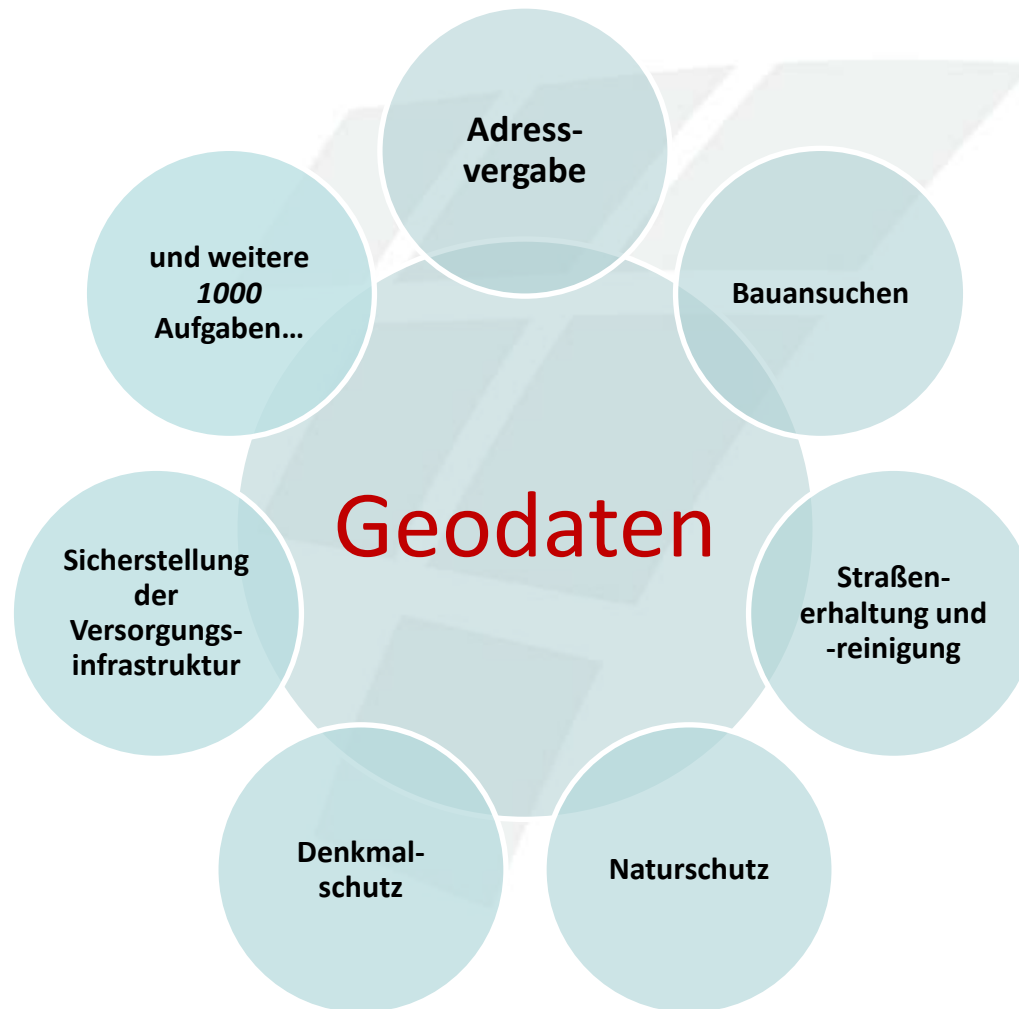 Adress-
vergabe
und weitere
1000
Aufgaben…
Bauansuchen
Geodaten
Sicherstellung
der
Versorgungs-
infrastruktur
Straßen-
erhaltung und
-reinigung
Denkmal-
schutz
Naturschutz